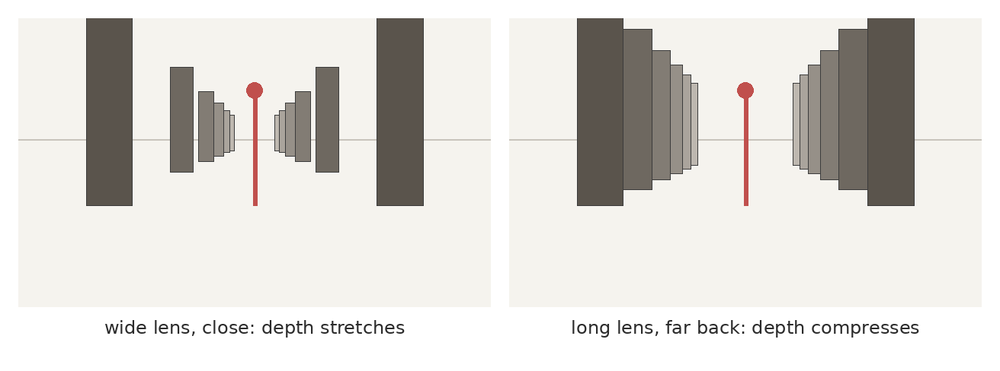 wide lens, close: depth stretches
long lens, far back: depth compresses